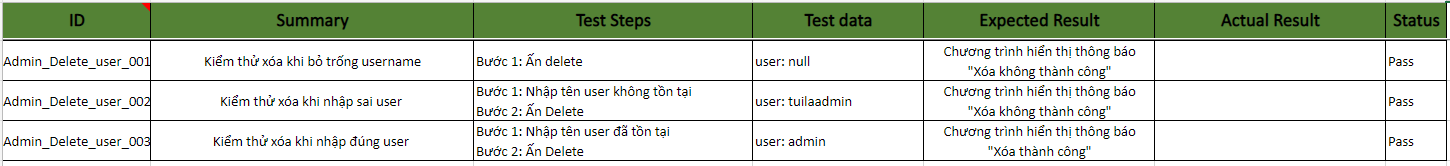 ID Summary Test Steps Test data Expected Result Actual Result Status
Admin_Delete_user_001 Kiểm thử xóa khi bỏ trống username Bước 1: Ấn delete user: null Chương trình hiển thị thông báo "Xóa không thành công" Pass
Admin_Delete_user_002 Kiểm thử xóa khi nhập sai user Bước 1: Nhập tên user không tồn tại Bước 2: Ấn Delete user: tuilaadmin Chương trình hiển thị thông báo "Xóa không thành công" Pass
Admin_Delete_user_003 Kiểm thử xóa khi nhập đúng user Bước 1: Nhập tên user đã tồn tại Bước 2: Ấn Delete user: admin Chương trình hiển thị thông báo "Xóa thành công" Pass